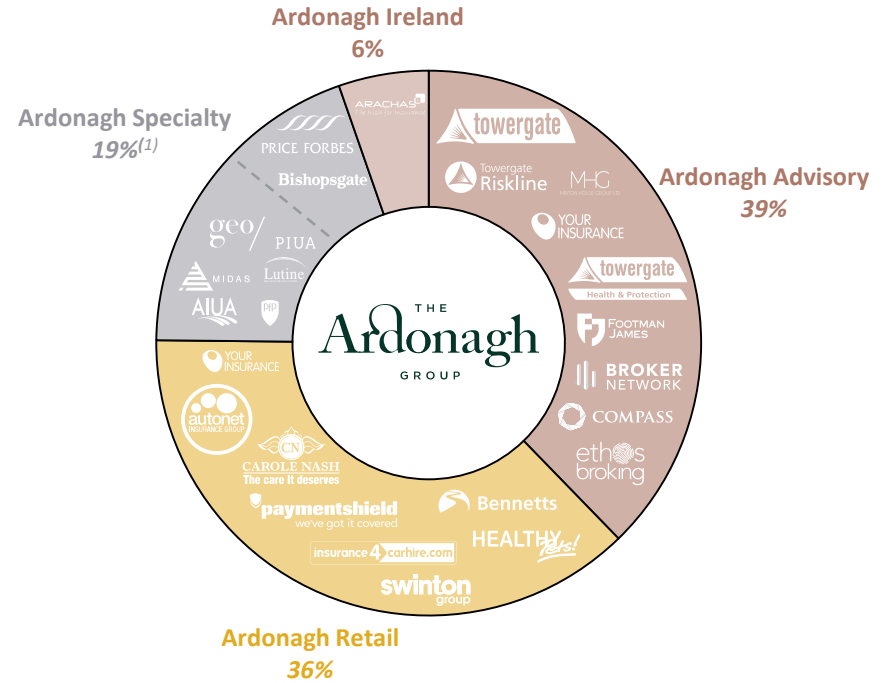 Ardonagh Ireland
6%
Ardonagh Specialty
19%(1)
Ardonagh Advisory
39%
Ardonagh Retail
36%
THE
Ardonagh
GROUP
ARACHAS
PRICE FORBES
Bishopsgate
geo/
PIUA
MIDAS
Lutine
AIUA
PIP
towergate
Towergate
Riskline
MHG
YOUR
INSURANCE
towergate
Health & Protection
FOOTMAN
JAMES
BROKER
NETWORK
COMPASS
ethos
broking
YOUR
INSURANCE
autonet
INSURANCE GROUP
CN
CAROLE NASH
The care it deserves
paymentshield
we've got it covered
Bennetts
HEALTHY
Pets!
insurance4carhire.com
swinton
group